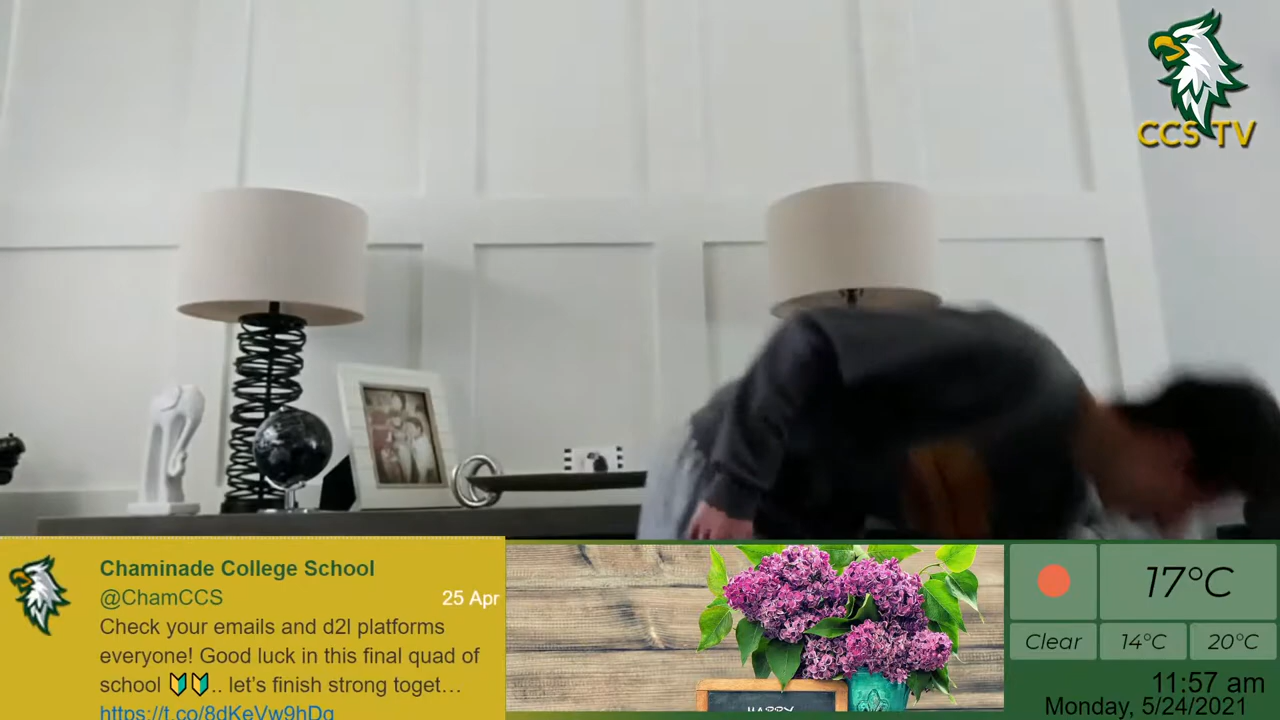 CCS TV
Chaminade College School
@ChamCCS
25 Apr
Check your emails and d2l platforms
everyone! Good luck in this final quad of
school 🔰🔰.. let's finish strong toget…
https://t.co/8dKeVw9hDg
HAPPY
17°C
Clear
14°C
20°C
11:57 am
Monday, 5/24/2021